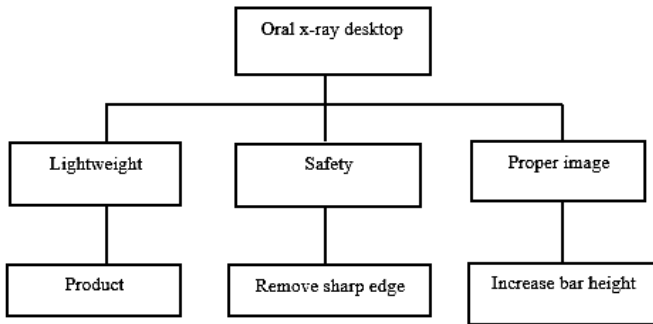 Oral x-ray desktop
Lightweight
Safety
Proper image
Product
Remove sharp edge
Increase bar height